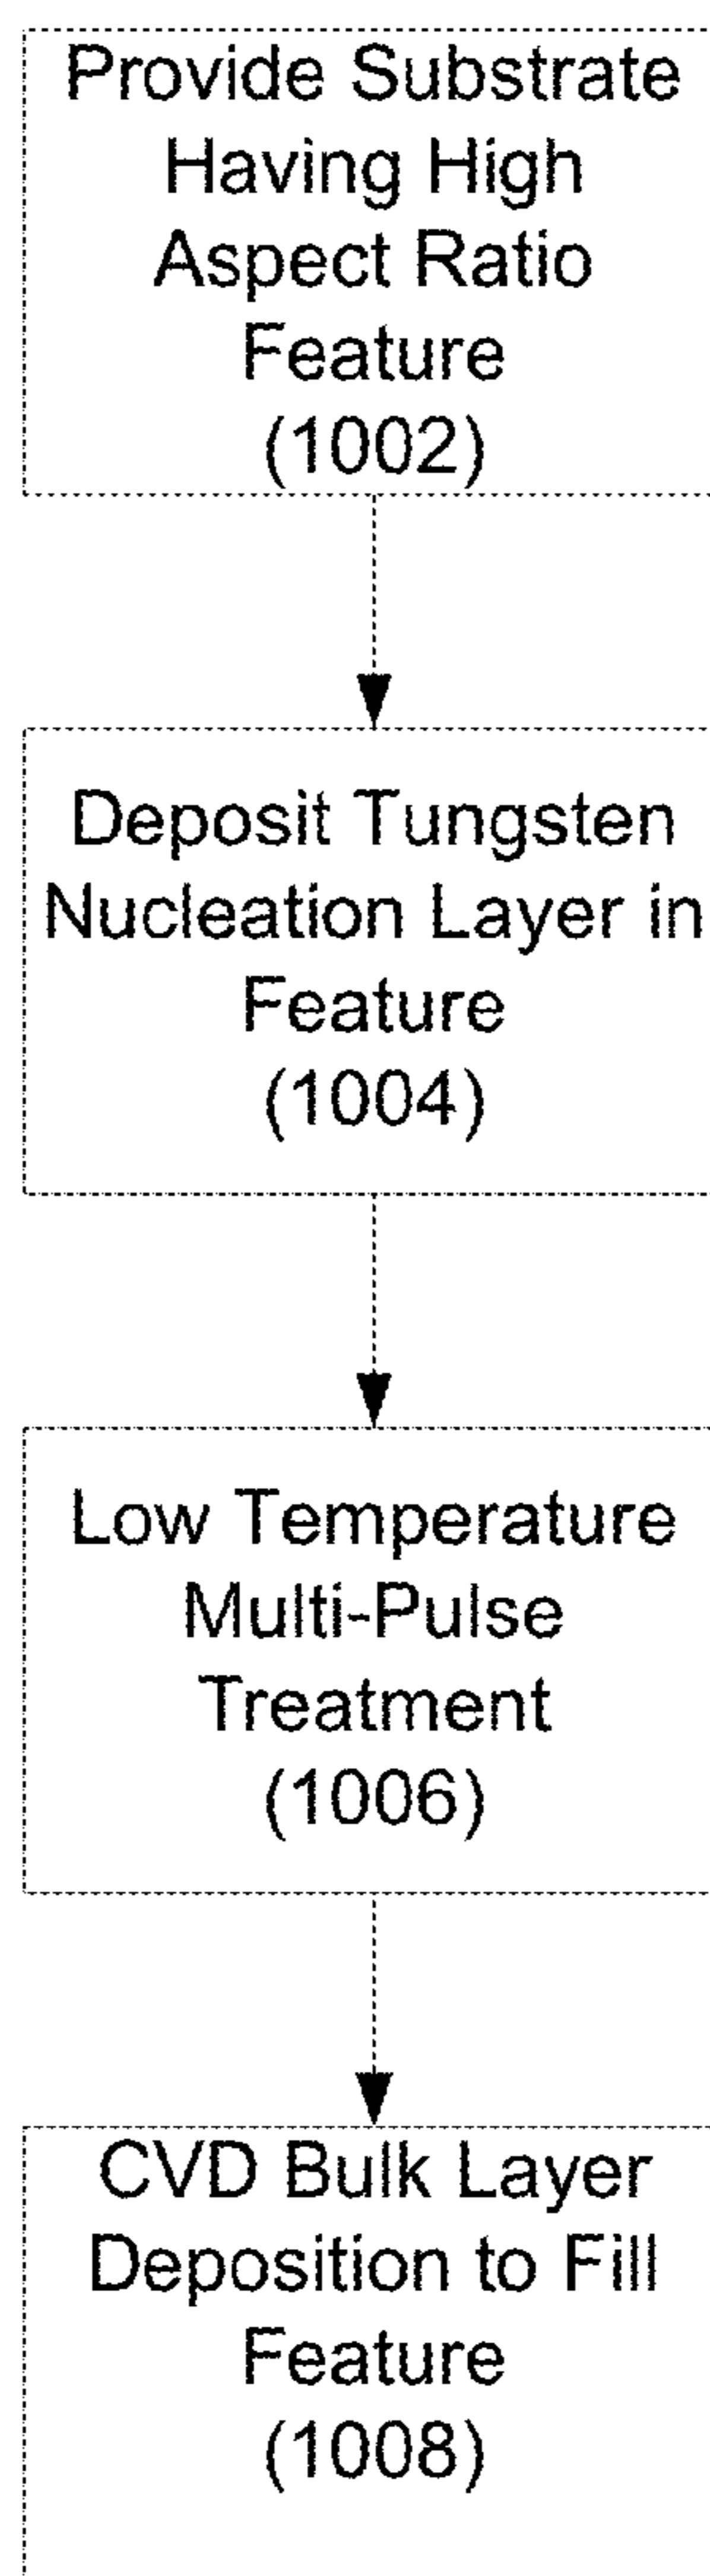 Provide Substrate
Having High
Aspect Ratio
Feature
(1002)
Deposit Tungsten
Nucleation Layer in
Feature
(1004)
Low Temperature
Multi-Pulse
Treatment
(1006)
CVD Bulk Layer
Deposition to Fill
Feature
(1008)